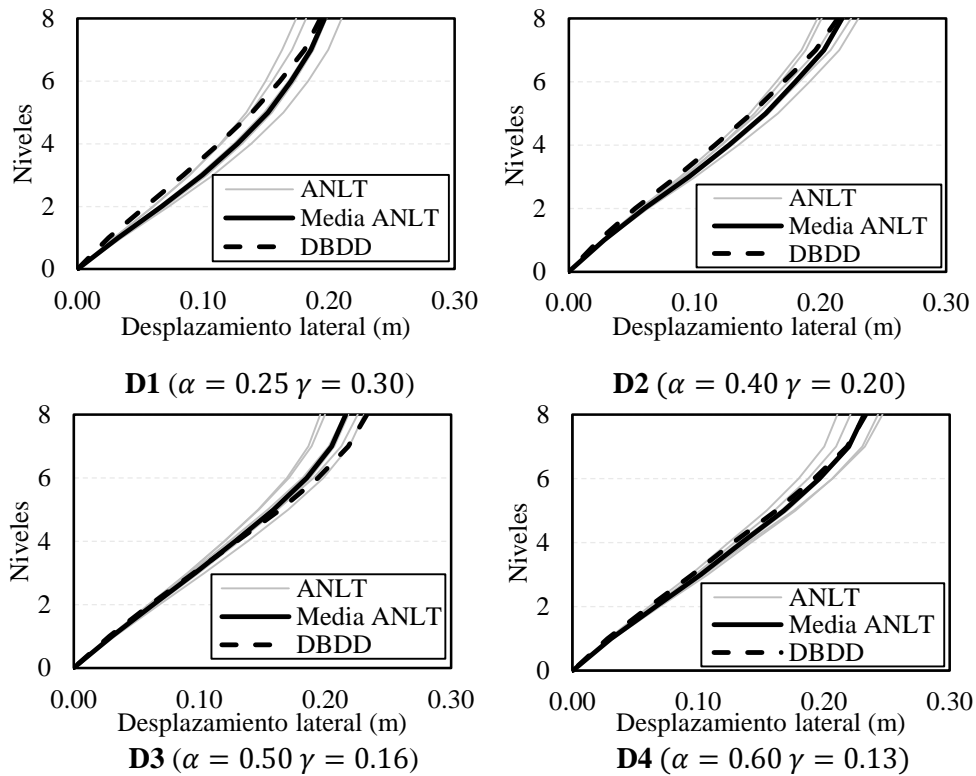 8
6
4
2
0
Niveles
ANLT
Media ANLT
DBDD
0.00 0.10 0.20 0.30
Desplazamiento lateral (m)
D1 (α = 0.25 γ = 0.30)
8
6
4
2
0
Niveles
ANLT
Media ANLT
DBDD
0.00 0.10 0.20 0.30
Desplazamiento lateral (m)
D2 (α = 0.40 γ = 0.20)
8
6
4
2
0
Niveles
ANLT
Media ANLT
DBDD
0.00 0.10 0.20 0.30
Desplazamiento lateral (m)
D3 (α = 0.50 γ = 0.16)
8
6
4
2
0
Niveles
ANLT
Media ANLT
DBDD
0.00 0.10 0.20 0.30
Desplazamiento lateral (m)
D4 (α = 0.60 γ = 0.13)